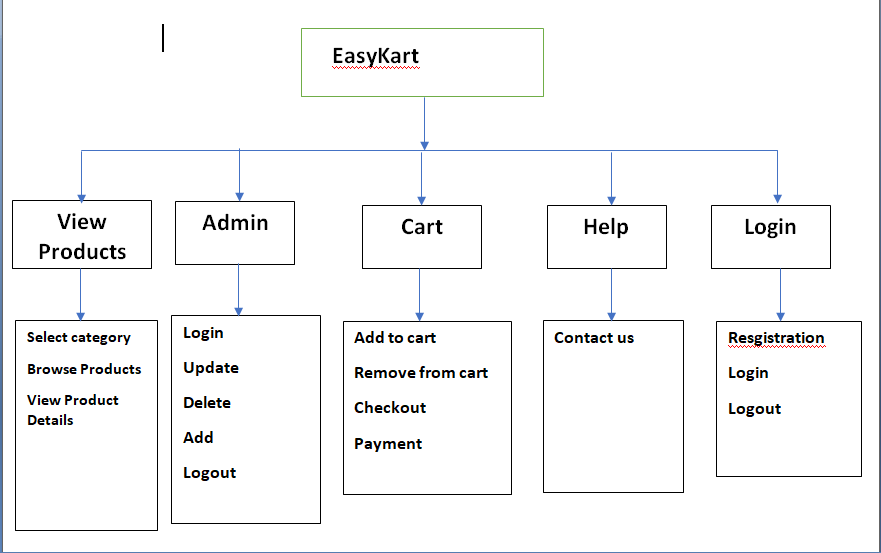 EasyKart
View
Products
Admin
Cart
Help
Login
Select category
Browse Products
View Product
Details
Login
Update
Delete
Add
Logout
Add to cart
Remove from cart
Checkout
Payment
Contact us
Resgistration
Login
Logout